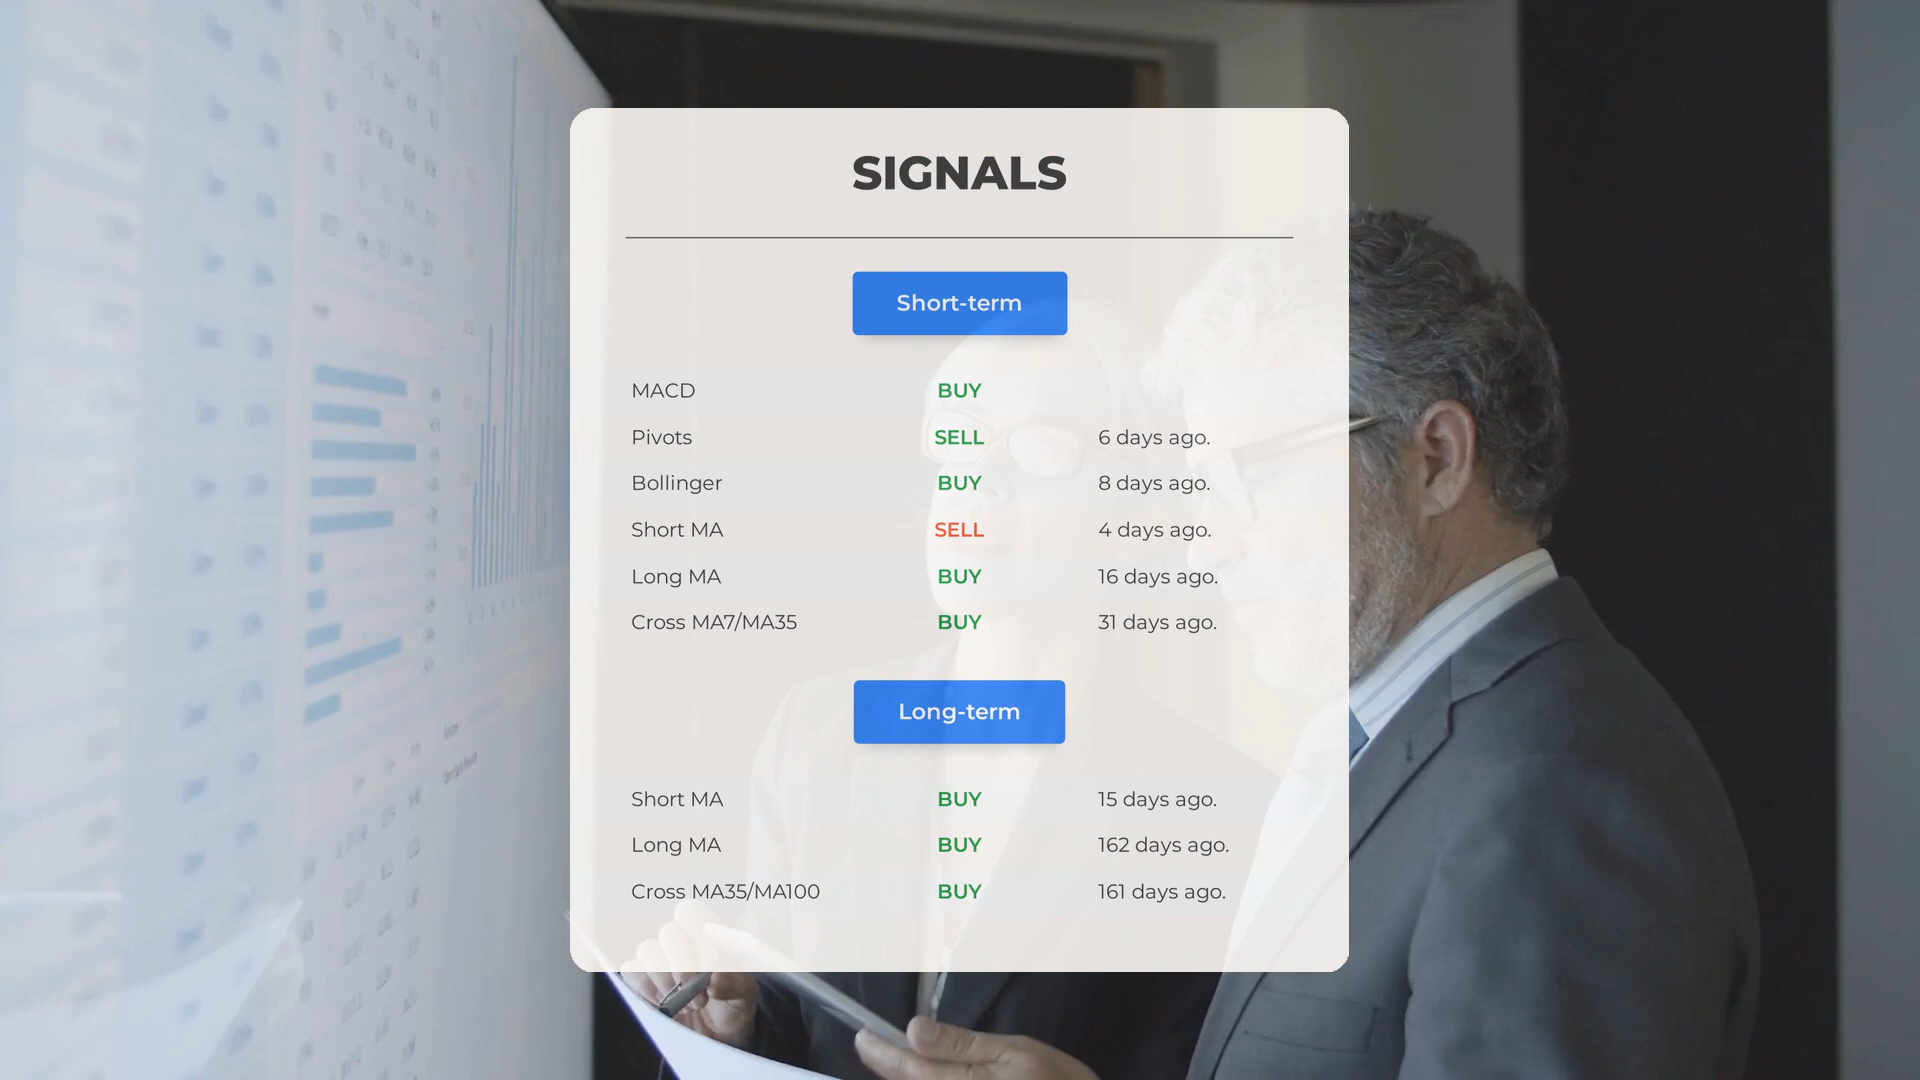 SIGNALS
Short-term
MACD BUY
Pivots SELL 6 days ago.
Bollinger BUY 8 days ago.
Short MA SELL 4 days ago.
Long MA BUY 16 days ago.
Cross MA7/MA35 BUY 31 days ago.
Long-term
Short MA BUY 15 days ago.
Long MA BUY 162 days ago.
Cross MA35/MA100 BUY 161 days ago.